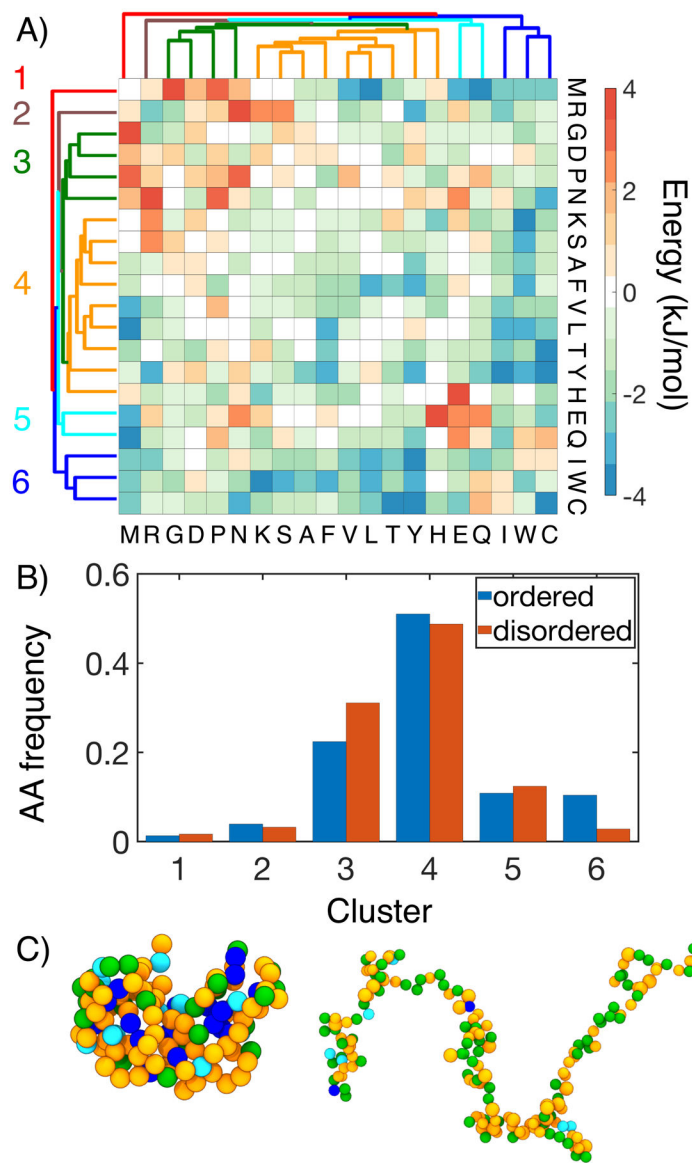 A)
1
2
3
4
5
6
M
R
G
D
P
N
K
S
A
F
V
L
T
Y
H
E
Q
I
W
C
4
2
0
-2
-4
Energy (kJ/mol)
M R G D P N K S A F V L T Y H E Q I W C
B)
0.6
0.4
0.2
0
AA frequency
ordered
disordered
1 2 3 4 5 6
Cluster
C)